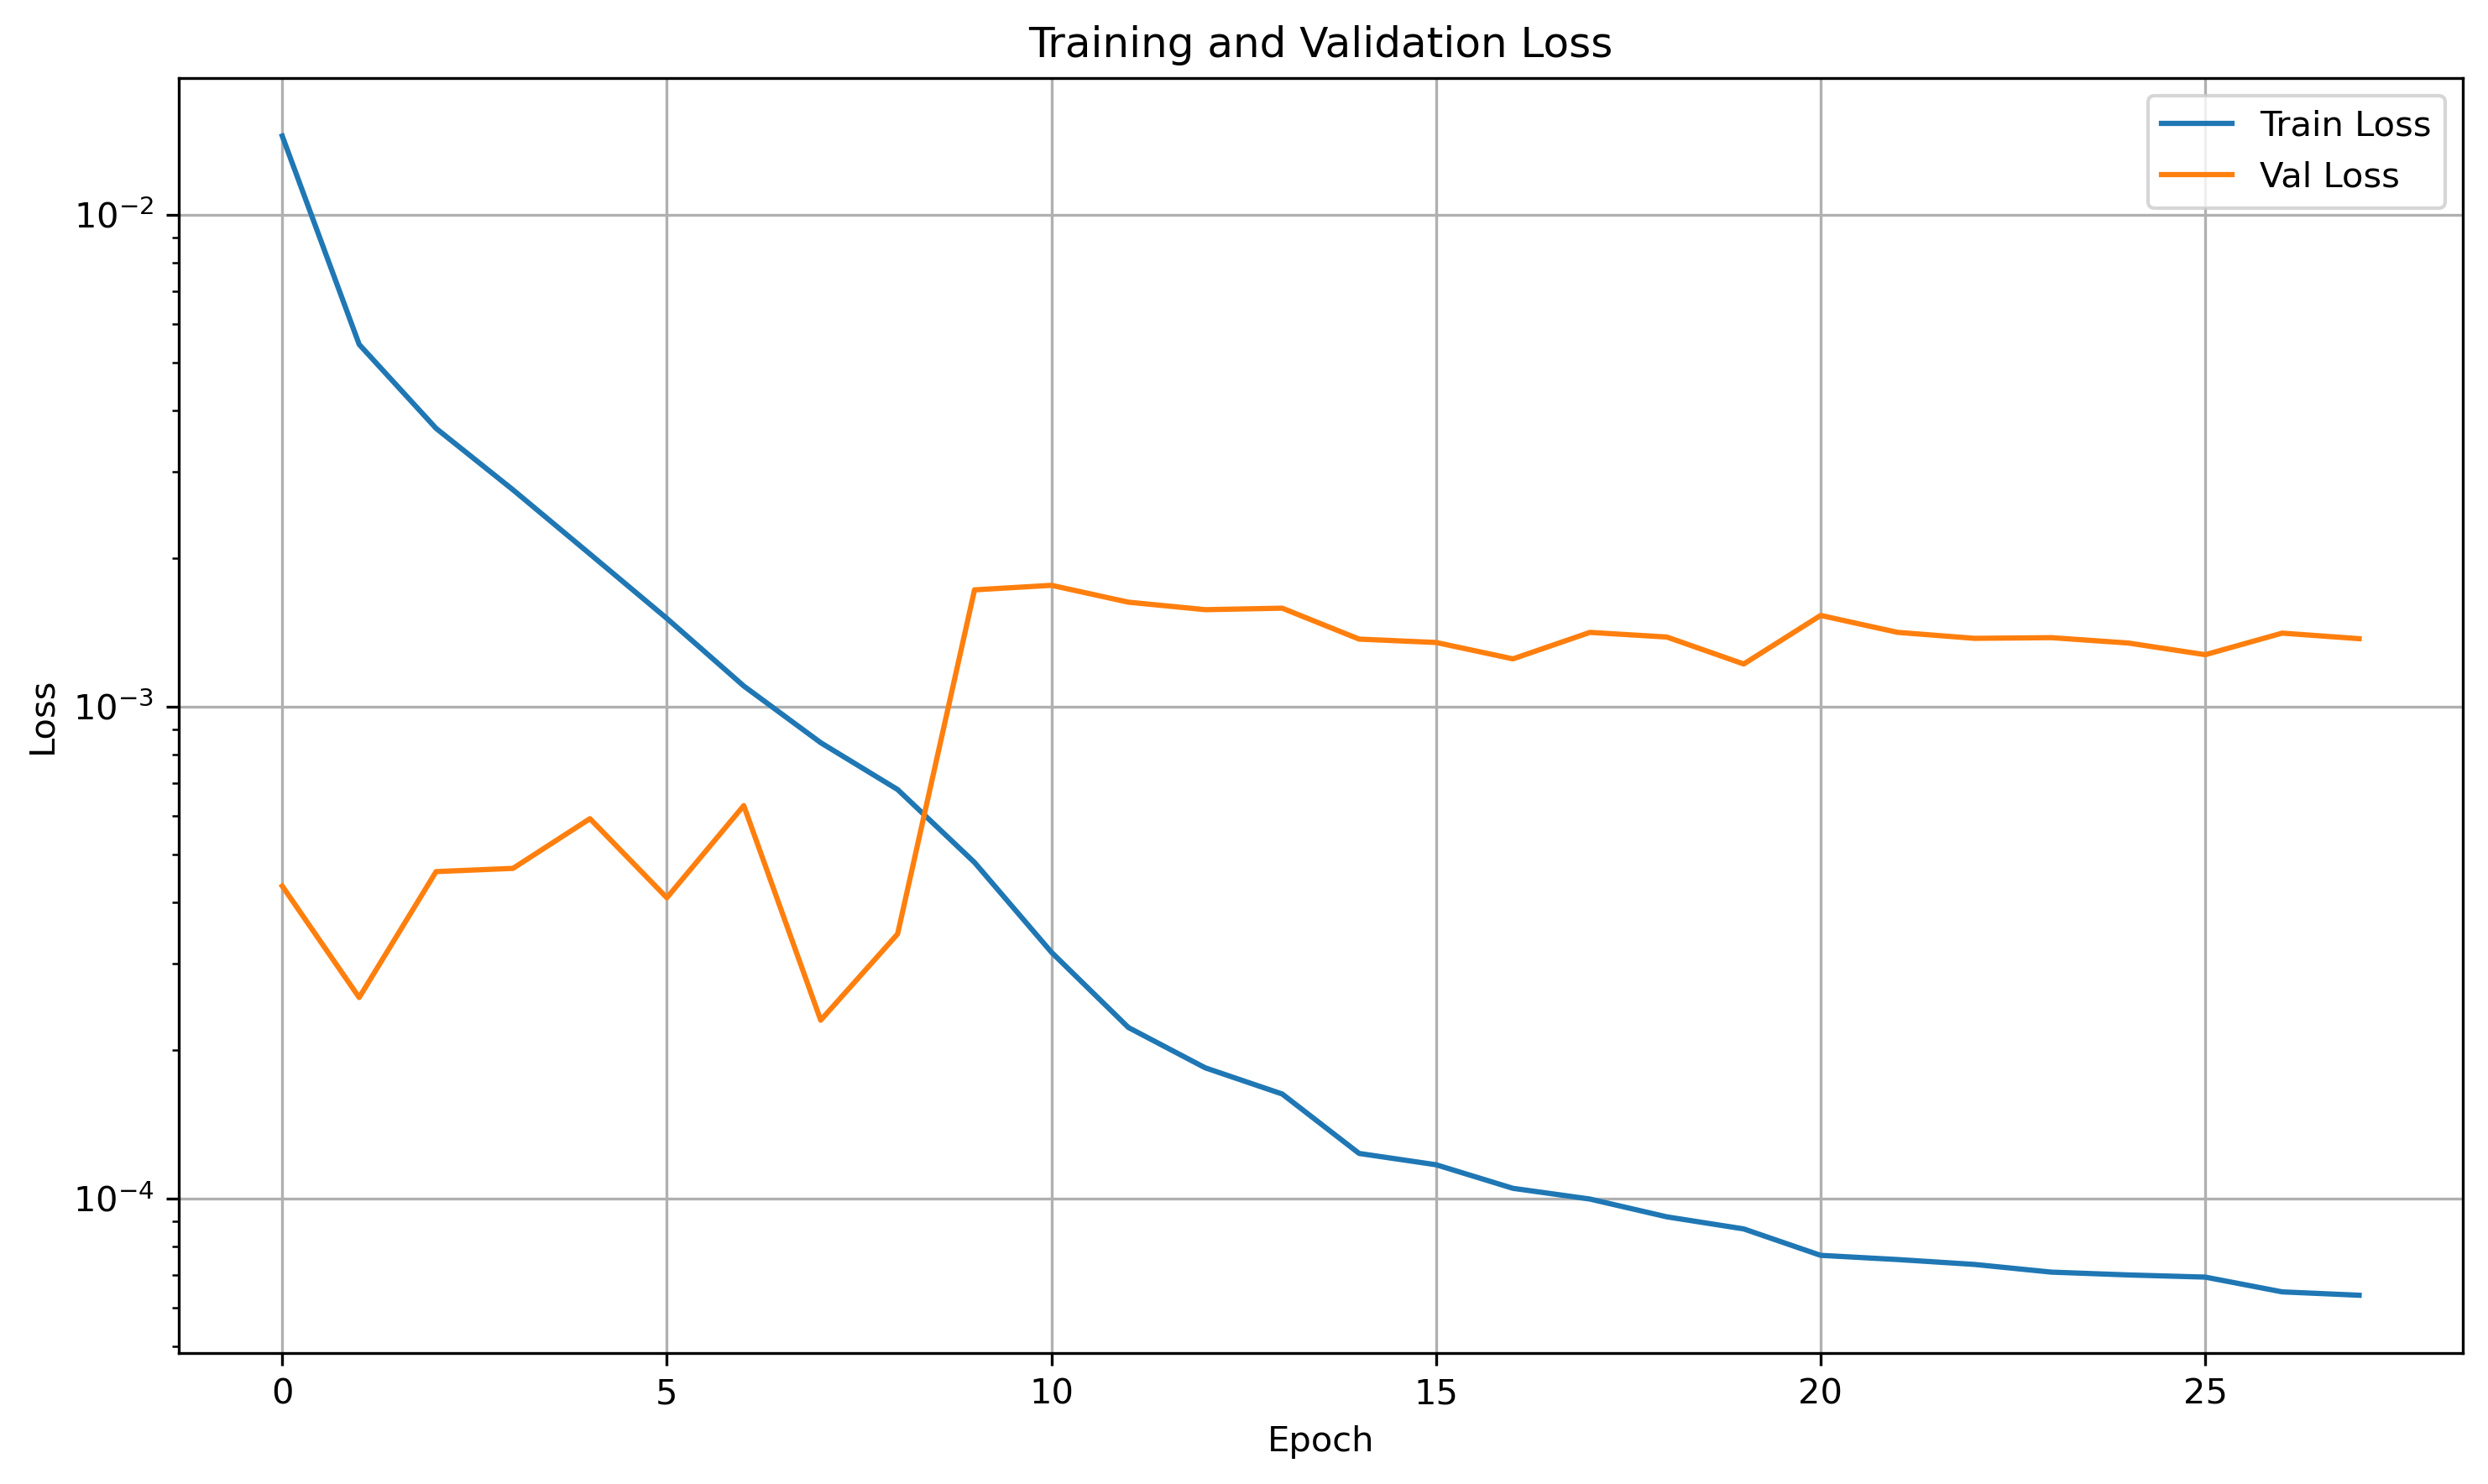 Training and Validation Loss
Train Loss
Val Loss
10⁻²
10⁻³
10⁻⁴
Loss
0 5 10 15 20 25
Epoch